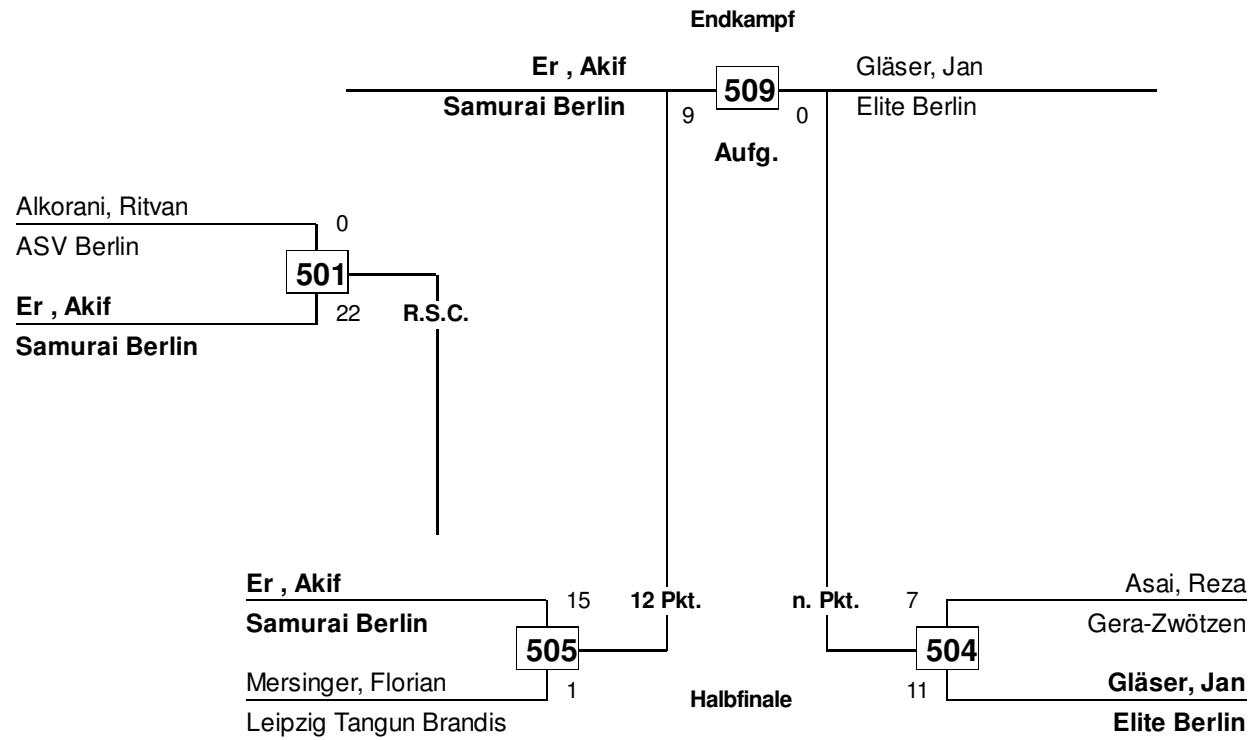 Endkampf
Er , Akif
Samurai Berlin
9
509
0
Gläser, Jan
Elite Berlin
Aufg.
Alkorani, Ritvan
0
ASV Berlin
501
Er , Akif
22
R.S.C.
Samurai Berlin
Er , Akif
15
12 Pkt.
Samurai Berlin
505
Mersinger, Florian
1
Leipzig Tangun Brandis
n. Pkt.
7
Asai, Reza
Gera-Zwötzen
504
11
Gläser, Jan
Elite Berlin
Halbfinale